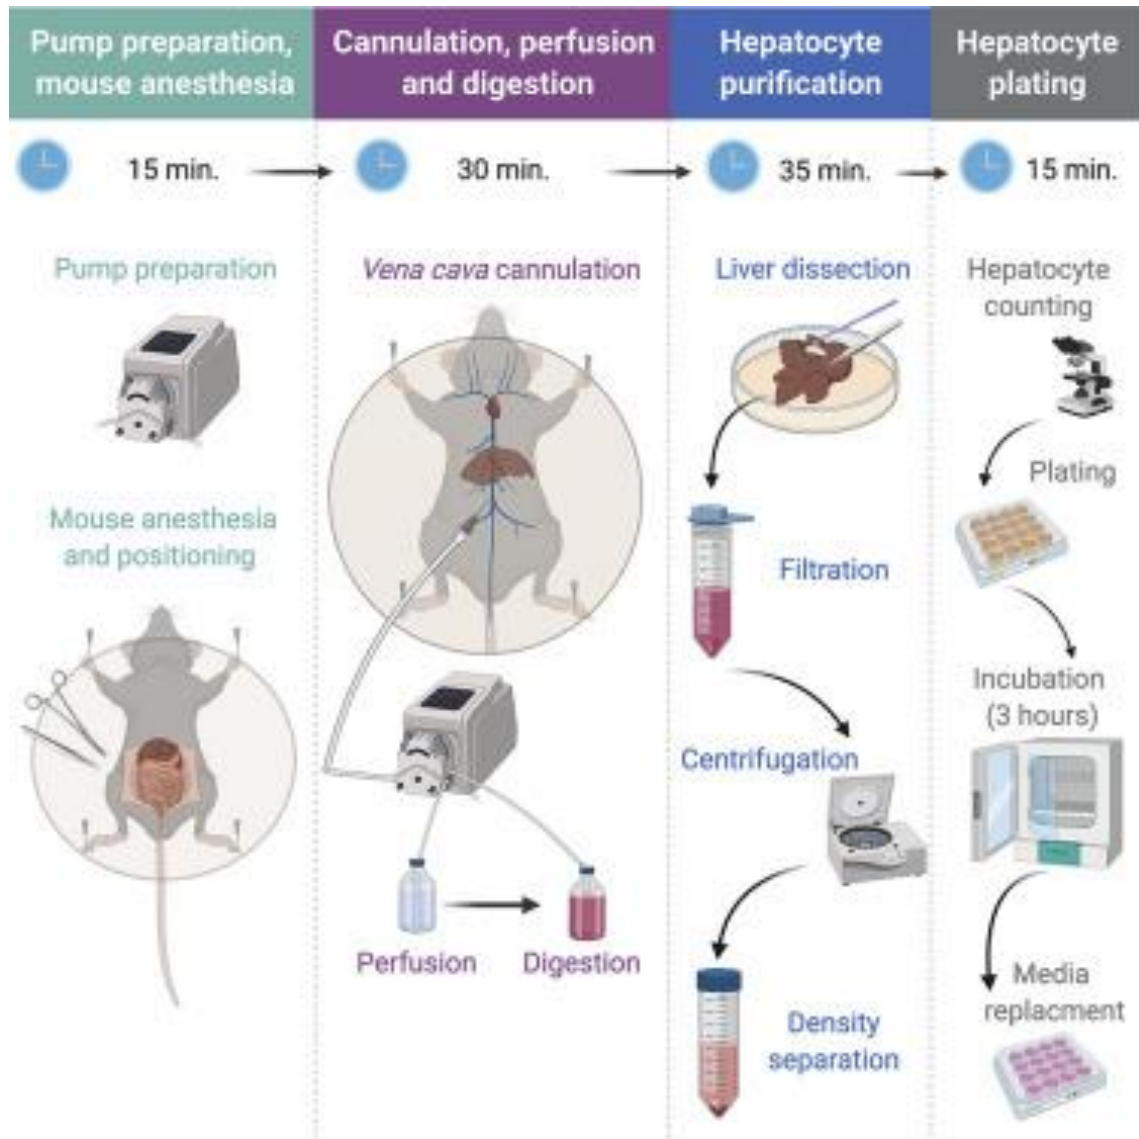 Pump preparation,
mouse anesthesia
Cannulation, perfusion
and digestion
Hepatocyte
purification
Hepatocyte
plating
15 min.
30 min.
35 min.
15 min.
Pump preparation
Mouse anesthesia
and positioning
Vena cava cannulation
Perfusion
Digestion
Liver dissection
Filtration
Centrifugation
Density
separation
Hepatocyte
counting
Plating
Incubation
(3 hours)
Media
replacment